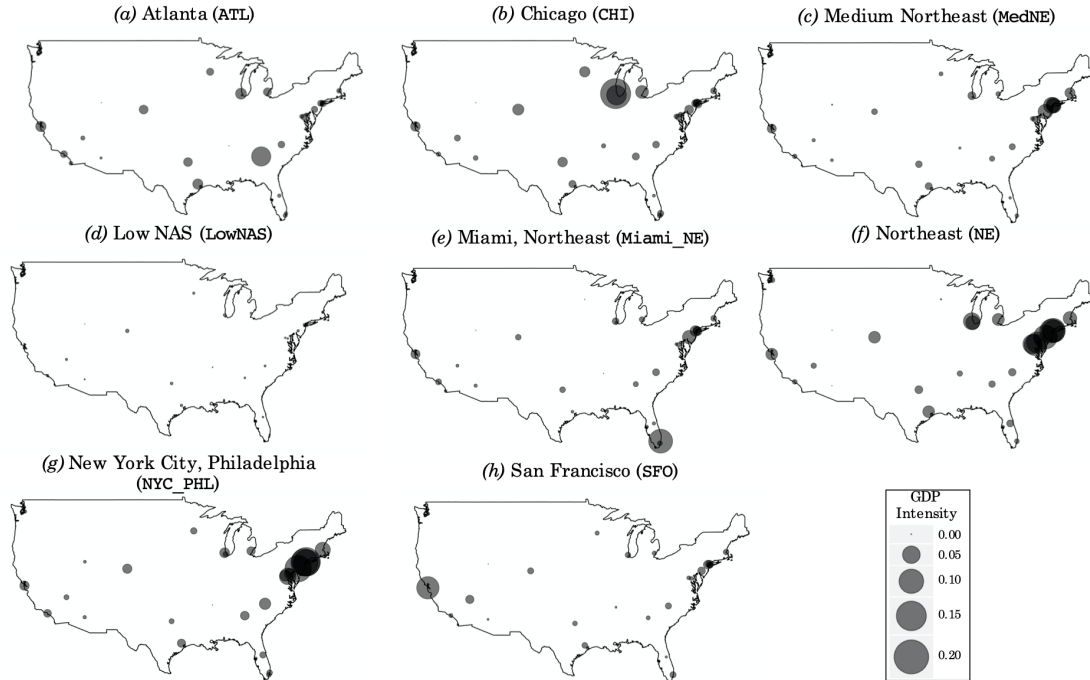 (a) Atlanta (ATL)
(b) Chicago (CHI)
(c) Medium Northeast (MedNE)
(d) Low NAS (LowNAS)
(e) Miami, Northeast (Miami_NE)
(f) Northeast (NE)
(g) New York City, Philadelphia
(NYC_PHL)
(h) San Francisco (SFO)
GDP
Intensity
0.00
0.05
0.10
0.15
0.20